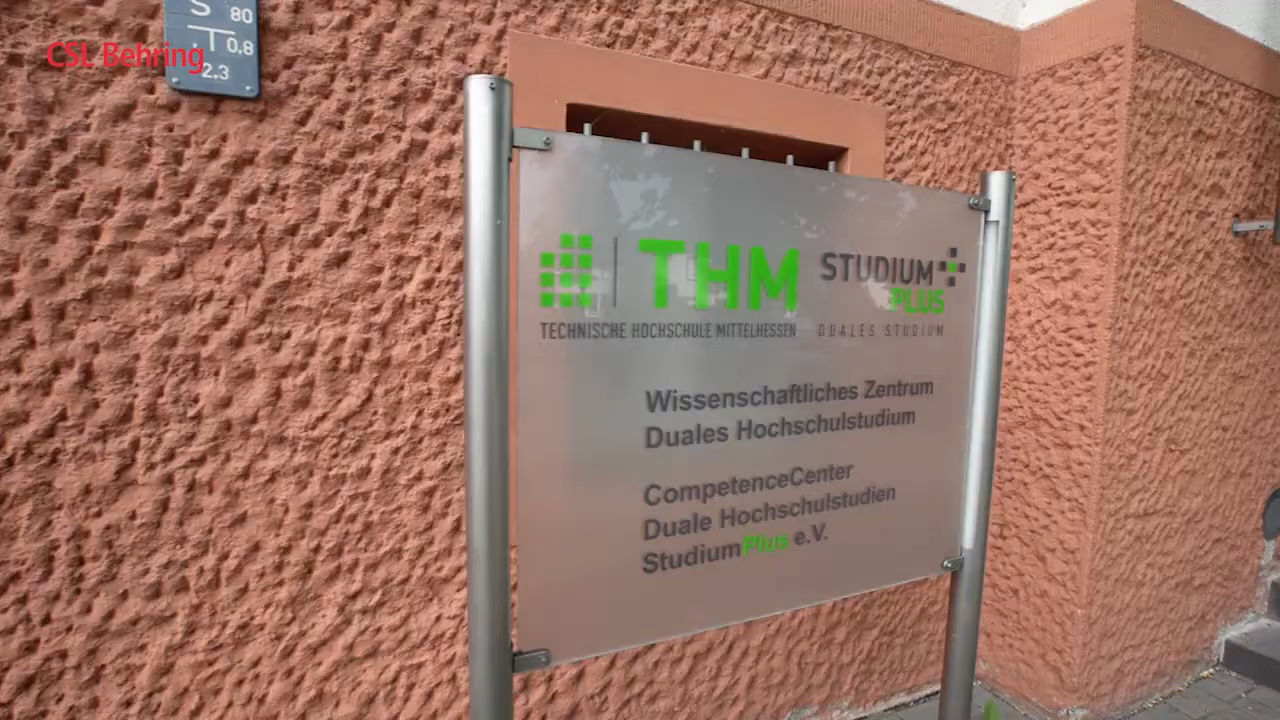 S 80
T 0,8
2.3
CSL Behring
THM
STUDIUM
PLUS
TECHNISCHE HOCHSCHULE MITTELHESSEN
DUALES STUDIUM
Wissenschaftliches Zentrum
Duales Hochschulstudium
CompetenceCenter
Duale Hochschulstudien
StudiumPlus e.V.